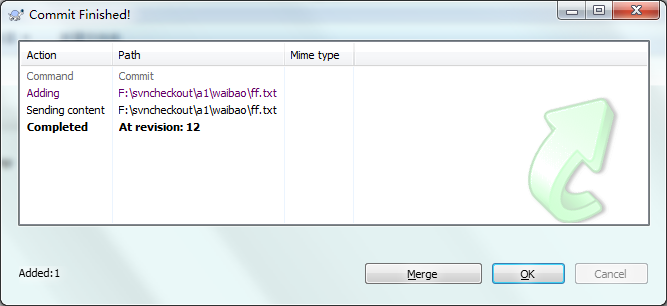 Commit Finished!
Action Path Mime type
Command Commit
Adding F:\svncheckout\a1\waibao\ff.txt
Sending content F:\svncheckout\a1\waibao\ff.txt
Completed At revision: 12
Added:1 Merge OK Cancel